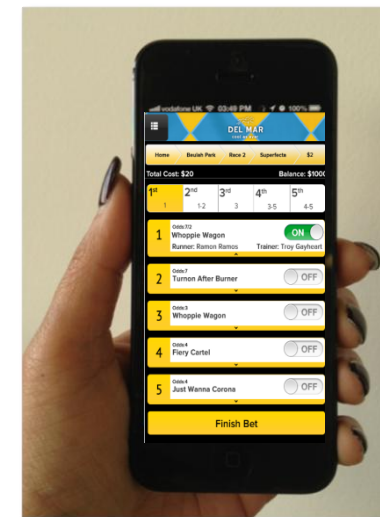 vodafone UK 03:49 PM 100%
DEL MAR
Home Beulah Park Race 2 Superfecta $2
Total Cost: $20 Balance: $1000
1st 2nd 3rd 4th 5th
1 1-2 3 3-5 4-5
Odds:7/2
1 Whoppie Wagon ON
Runner: Ramon Ramos Trainer: Troy Gayheart
Odds:7
2 Turnon After Burner OFF
Odds:3
3 Whoppie Wagon OFF
Odds:4
4 Fiery Cartel OFF
Odds:4
5 Just Wanna Corona OFF
Finish Bet